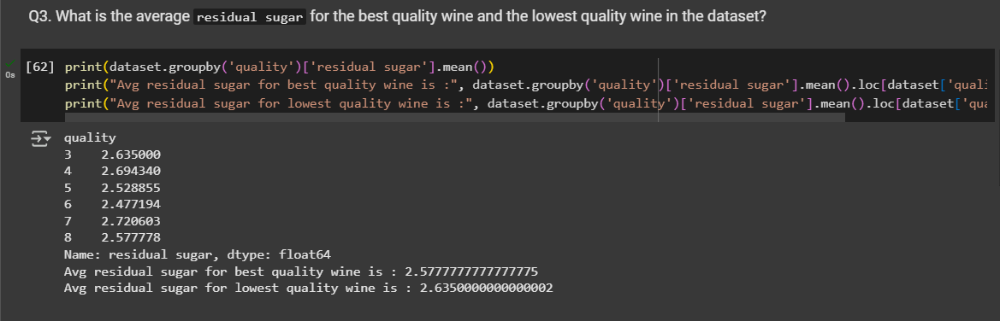 Q3. What is the average residual sugar for the best quality wine and the lowest quality wine in the dataset?
[62] print(dataset.groupby('quality')['residual sugar'].mean())
0s
print("Avg residual sugar for best quality wine is :", dataset.groupby('quality')['residual sugar'].mean().loc[dataset['quali
print("Avg residual sugar for lowest quality wine is :", dataset.groupby('quality')['residual sugar'].mean().loc[dataset['qua
quality
3 2.635000
4 2.694340
5 2.528855
6 2.477194
7 2.720603
8 2.577778
Name: residual sugar, dtype: float64
Avg residual sugar for best quality wine is : 2.5777777777777775
Avg residual sugar for lowest quality wine is : 2.6350000000000002